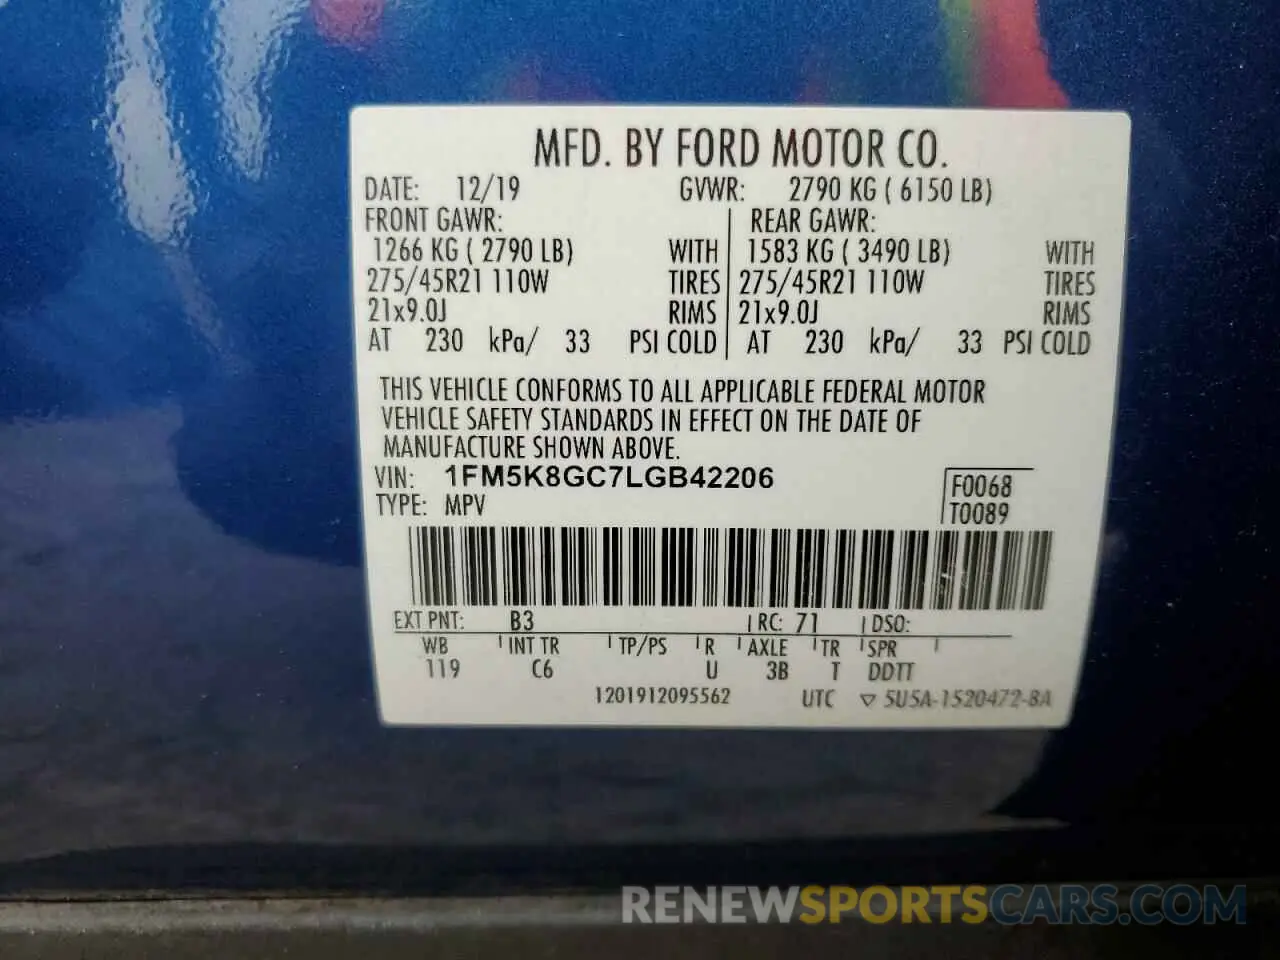 MFD. BY FORD MOTOR CO.
DATE: 12/19 GVWR: 2790 KG ( 6150 LB)
FRONT GAWR: REAR GAWR:
1266 KG ( 2790 LB) WITH 1583 KG ( 3490 LB) WITH
275/45R21 110W TIRES 275/45R21 110W TIRES
21x9.0J RIMS 21x9.0J RIMS
AT 230 kPa/ 33 PSI COLD AT 230 kPa/ 33 PSI COLD
THIS VEHICLE CONFORMS TO ALL APPLICABLE FEDERAL MOTOR
VEHICLE SAFETY STANDARDS IN EFFECT ON THE DATE OF
MANUFACTURE SHOWN ABOVE.
VIN: 1FM5K8GC7LGB42206
TYPE: MPV
F0068
T0089
EXT PNT: B3 RC: 71 DSO:
WB INT TR TP/PS R AXLE TR SPR
119 C6 U 3B T DDTT
1201912095562 UTC ▽ 5U5A-1520472-BA
RENEWSPORTSCARS.COM